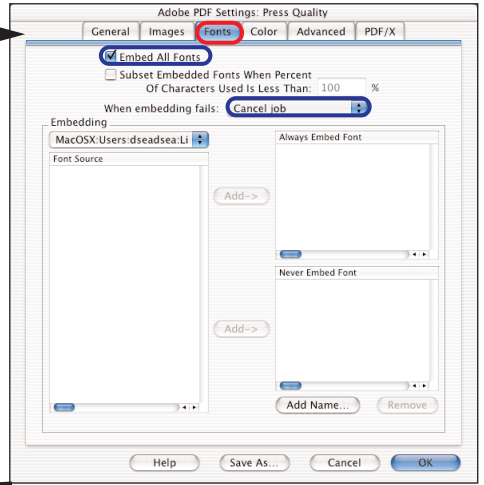 Adobe PDF Settings: Press Quality
General Images Fonts Color Advanced PDF/X
Embed All Fonts
Subset Embedded Fonts When Percent
Of Characters Used Is Less Than: 100 %
When embedding fails: Cancel job
Embedding
MacOSX:Users:dseadsea:Li
Always Embed Font
Font Source
Add->
Never Embed Font
Add->
Add Name... Remove
Help Save As... Cancel OK